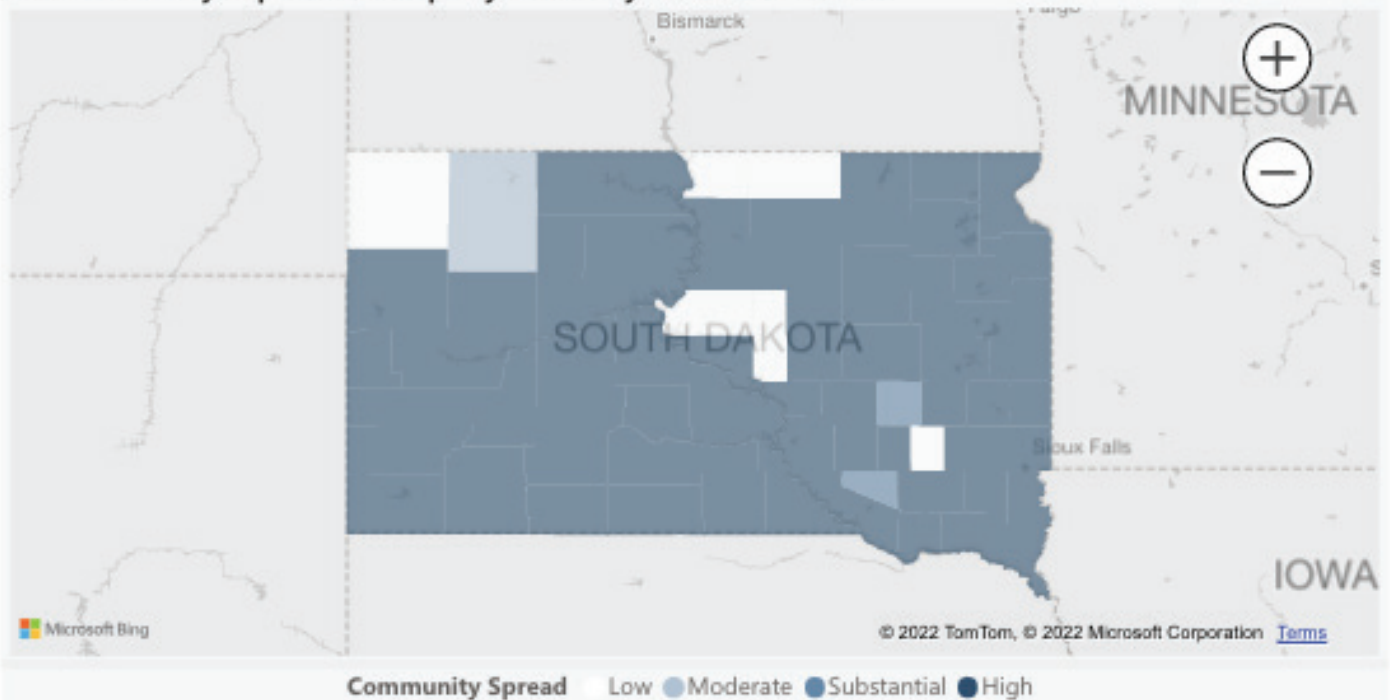 Bismarck
Fargo
MINNESOTA
SOUTH DAKOTA
Sioux Falls
IOWA
Microsoft Bing
© 2022 TomTom, © 2022 Microsoft Corporation Terms
Community Spread Low Moderate Substantial High